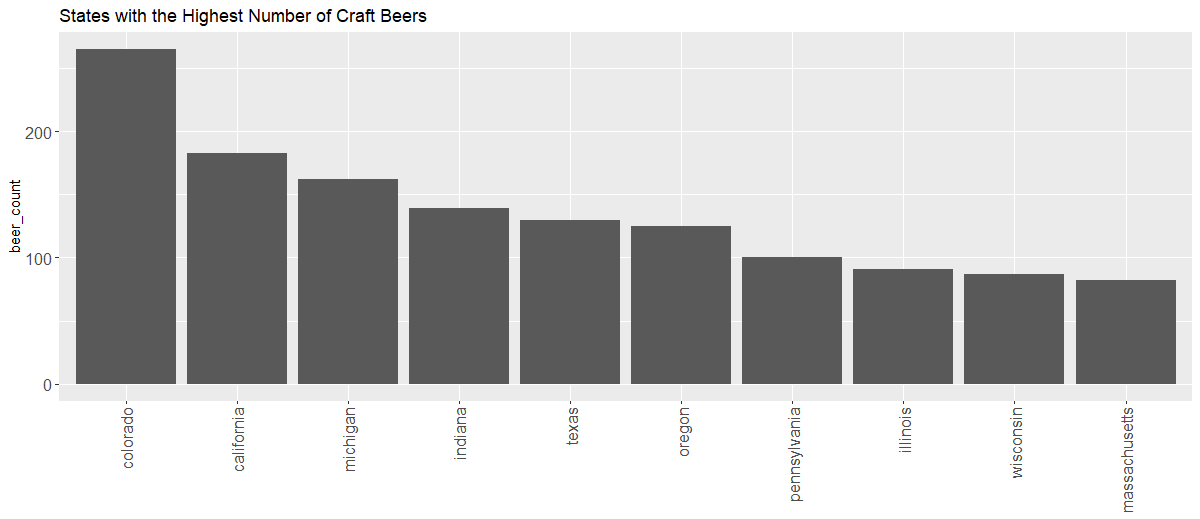 States with the Highest Number of Craft Beers
beer_count
200
100
0
colorado
california
michigan
indiana
texas
oregon
pennsylvania
illinois
wisconsin
massachusetts